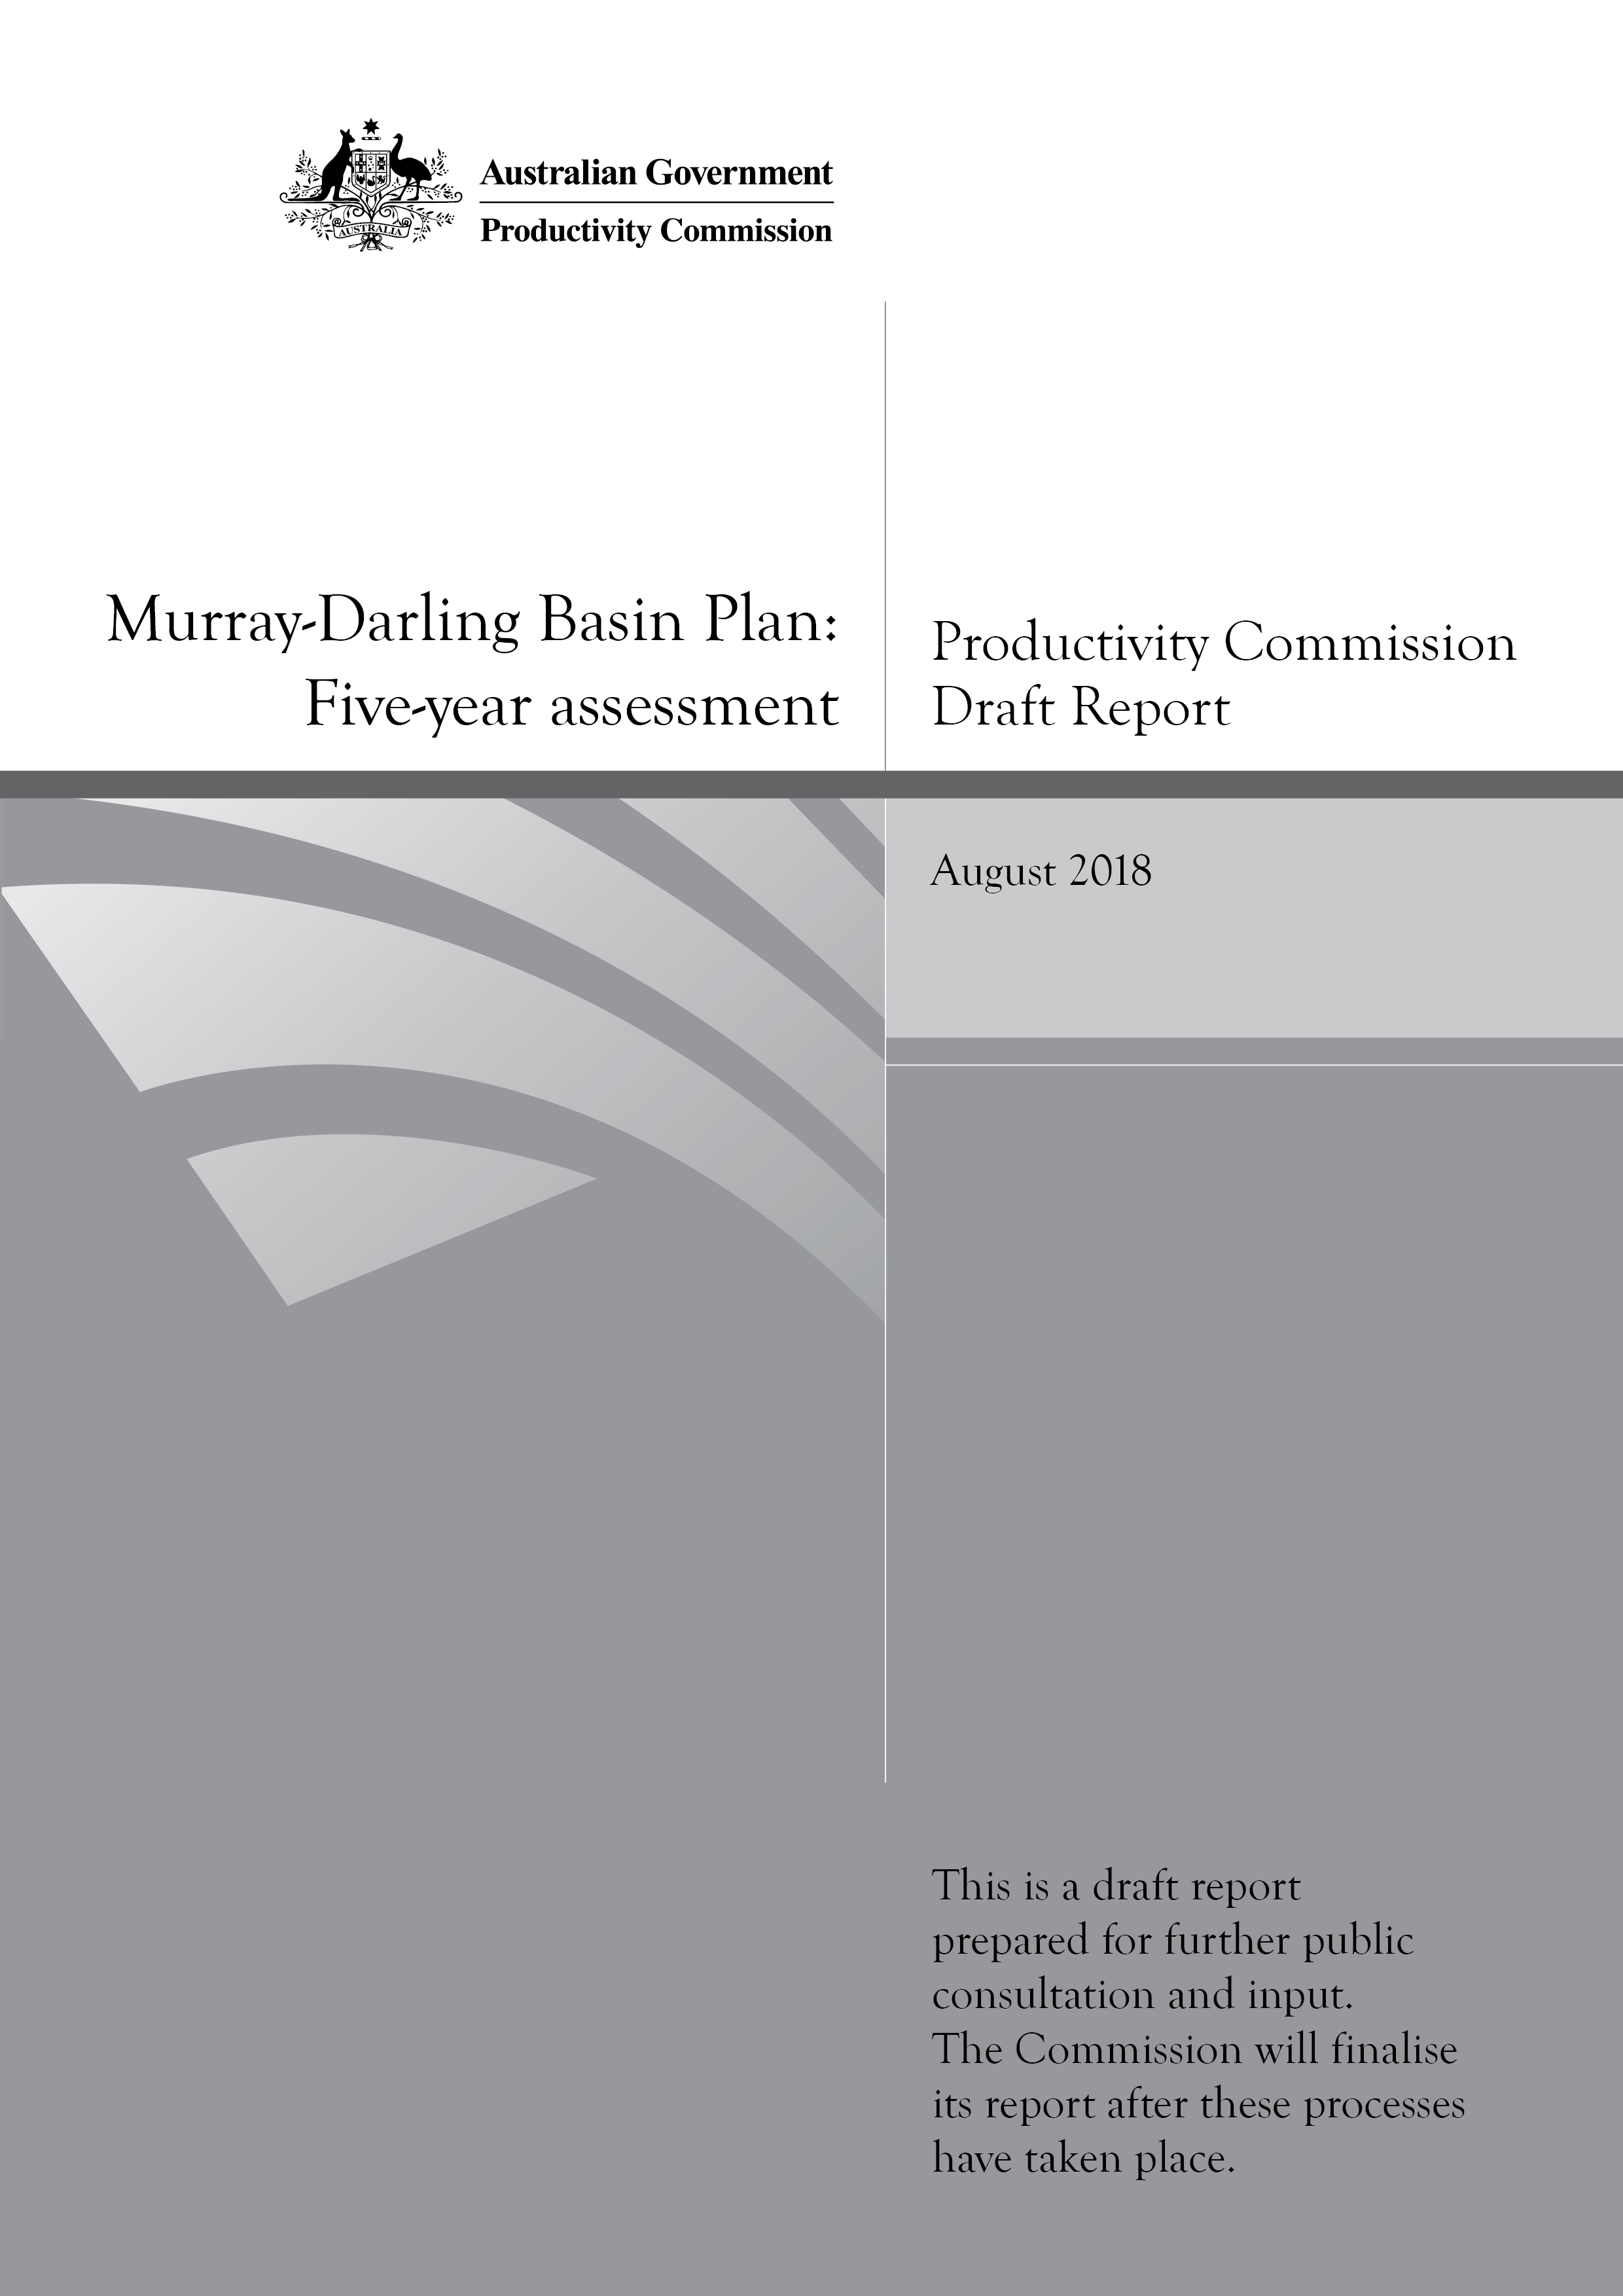 AUSTRALIA
Australian Government
Productivity Commission
Murray-Darling Basin Plan:
Five-year assessment
Productivity Commission
Draft Report
August 2018
This is a draft report
prepared for further public
consultation and input.
The Commission will finalise
its report after these processes
have taken place.